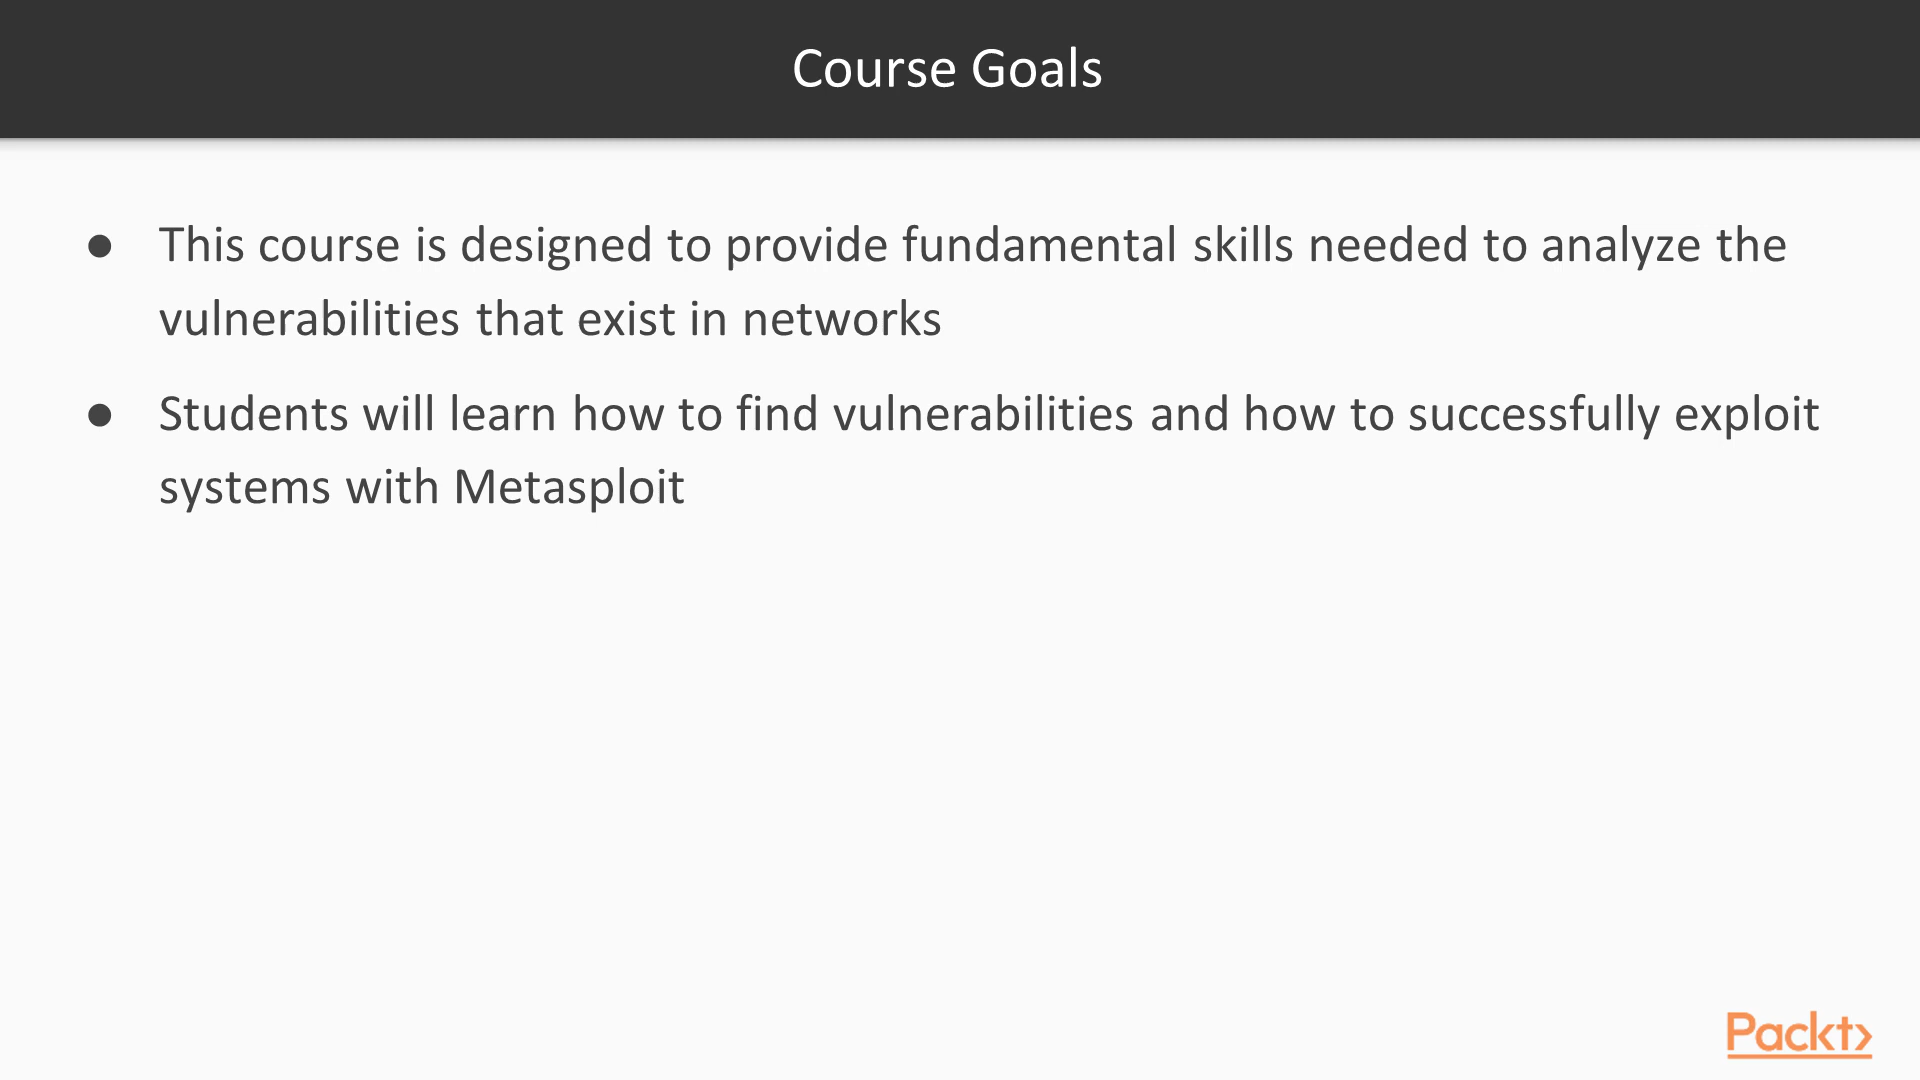 Course Goals
● This course is designed to provide fundamental skills needed to analyze the
vulnerabilities that exist in networks
● Students will learn how to find vulnerabilities and how to successfully exploit
systems with Metasploit
Packt>